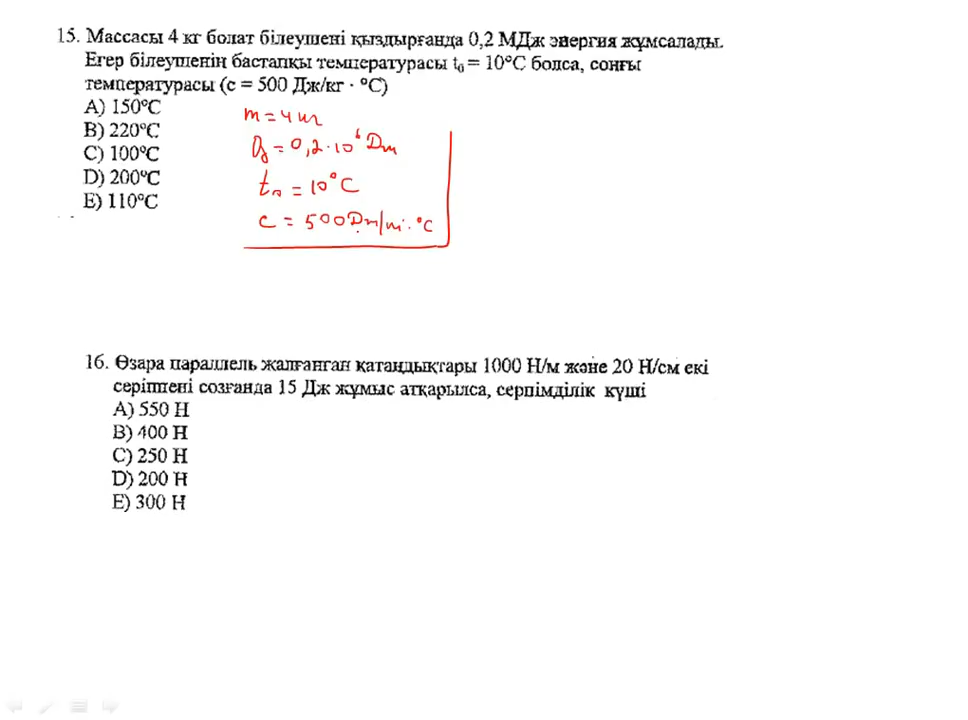 15. Массасы 4 кг болат білеушені қыздырғанда 0,2 МДж энергия жұмсалады.
Егер білеушенің бастапқы температурасы t₀ = 10°С болса, соңғы
температурасы (с = 500 Дж/кг · °С)
A) 150°С
B) 220°С
C) 100°С
D) 200°С
E) 110°С
m = 4 кг
Q = 0,2 · 10⁶ Дж
t₀ = 10°C
c = 500 Дж/кг · °C
16. Өзара параллель жалғанған қатаңдықтары 1000 Н/м және 20 Н/см екі
серіппені созғанда 15 Дж жұмыс атқарылса, серпімділік күші
A) 550 Н
B) 400 Н
C) 250 Н
D) 200 Н
E) 300 Н